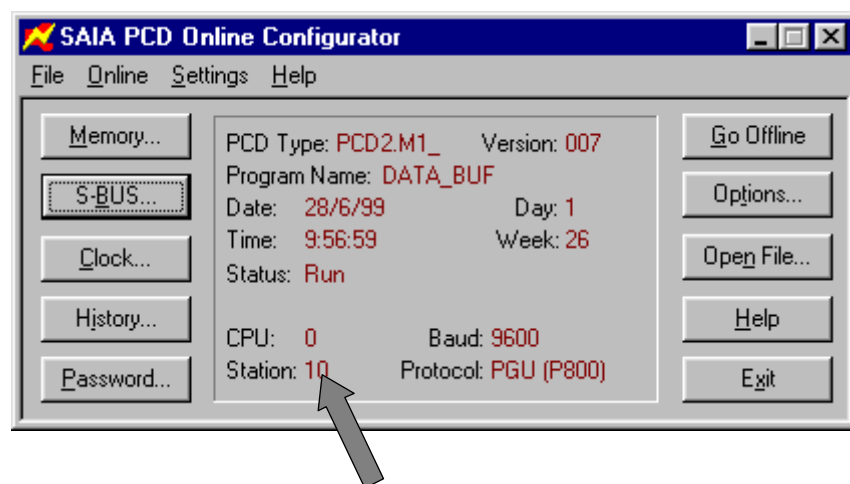 SAIA PCD Online Configurator
File Online Settings Help
Memory...
S-BUS...
Clock...
History...
Password...
PCD Type: PCD2.M1_ Version: 007
Program Name: DATA_BUF
Date: 28/6/99 Day: 1
Time: 9:56:59 Week: 26
Status: Run
CPU: 0 Baud: 9600
Station: 10 Protocol: PGU (P800)
Go Offline
Options...
Open File...
Help
Exit